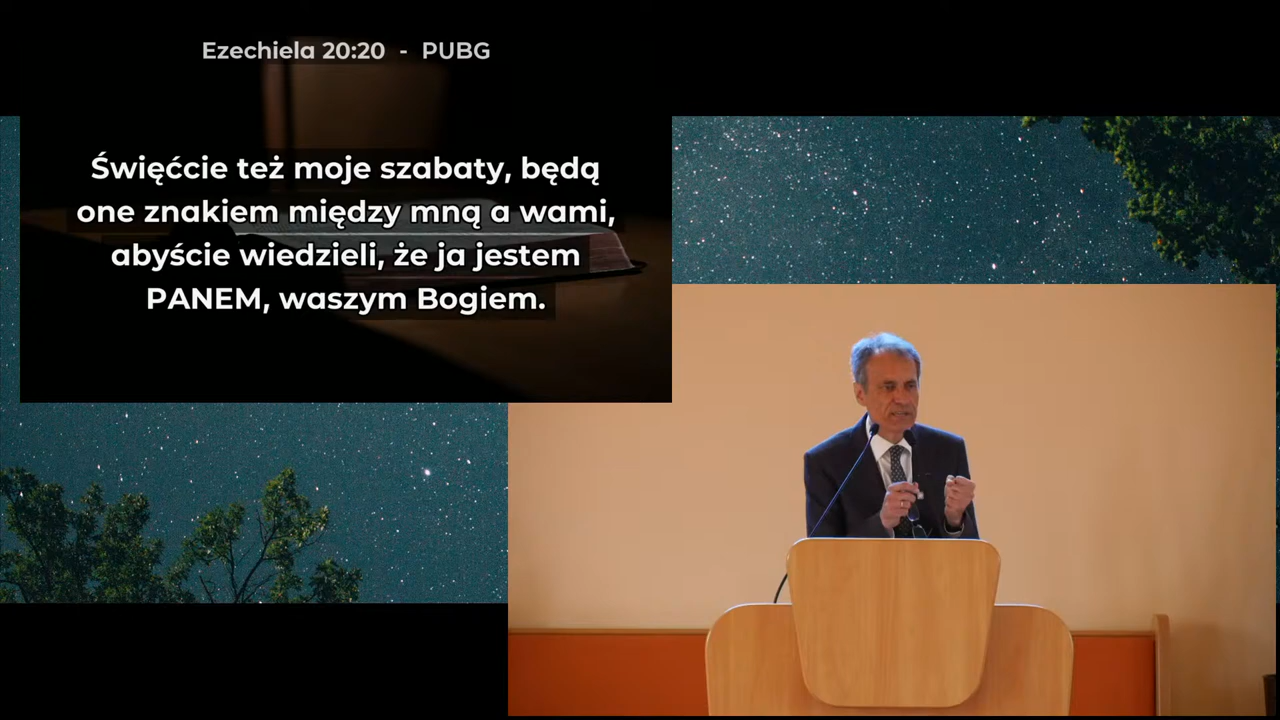 Ezechiela 20:20 - PUBG
Święćcie też moje szabaty, będą
one znakiem między mną a wami,
abyście wiedzieli, że ja jestem
PANEM, waszym Bogiem.